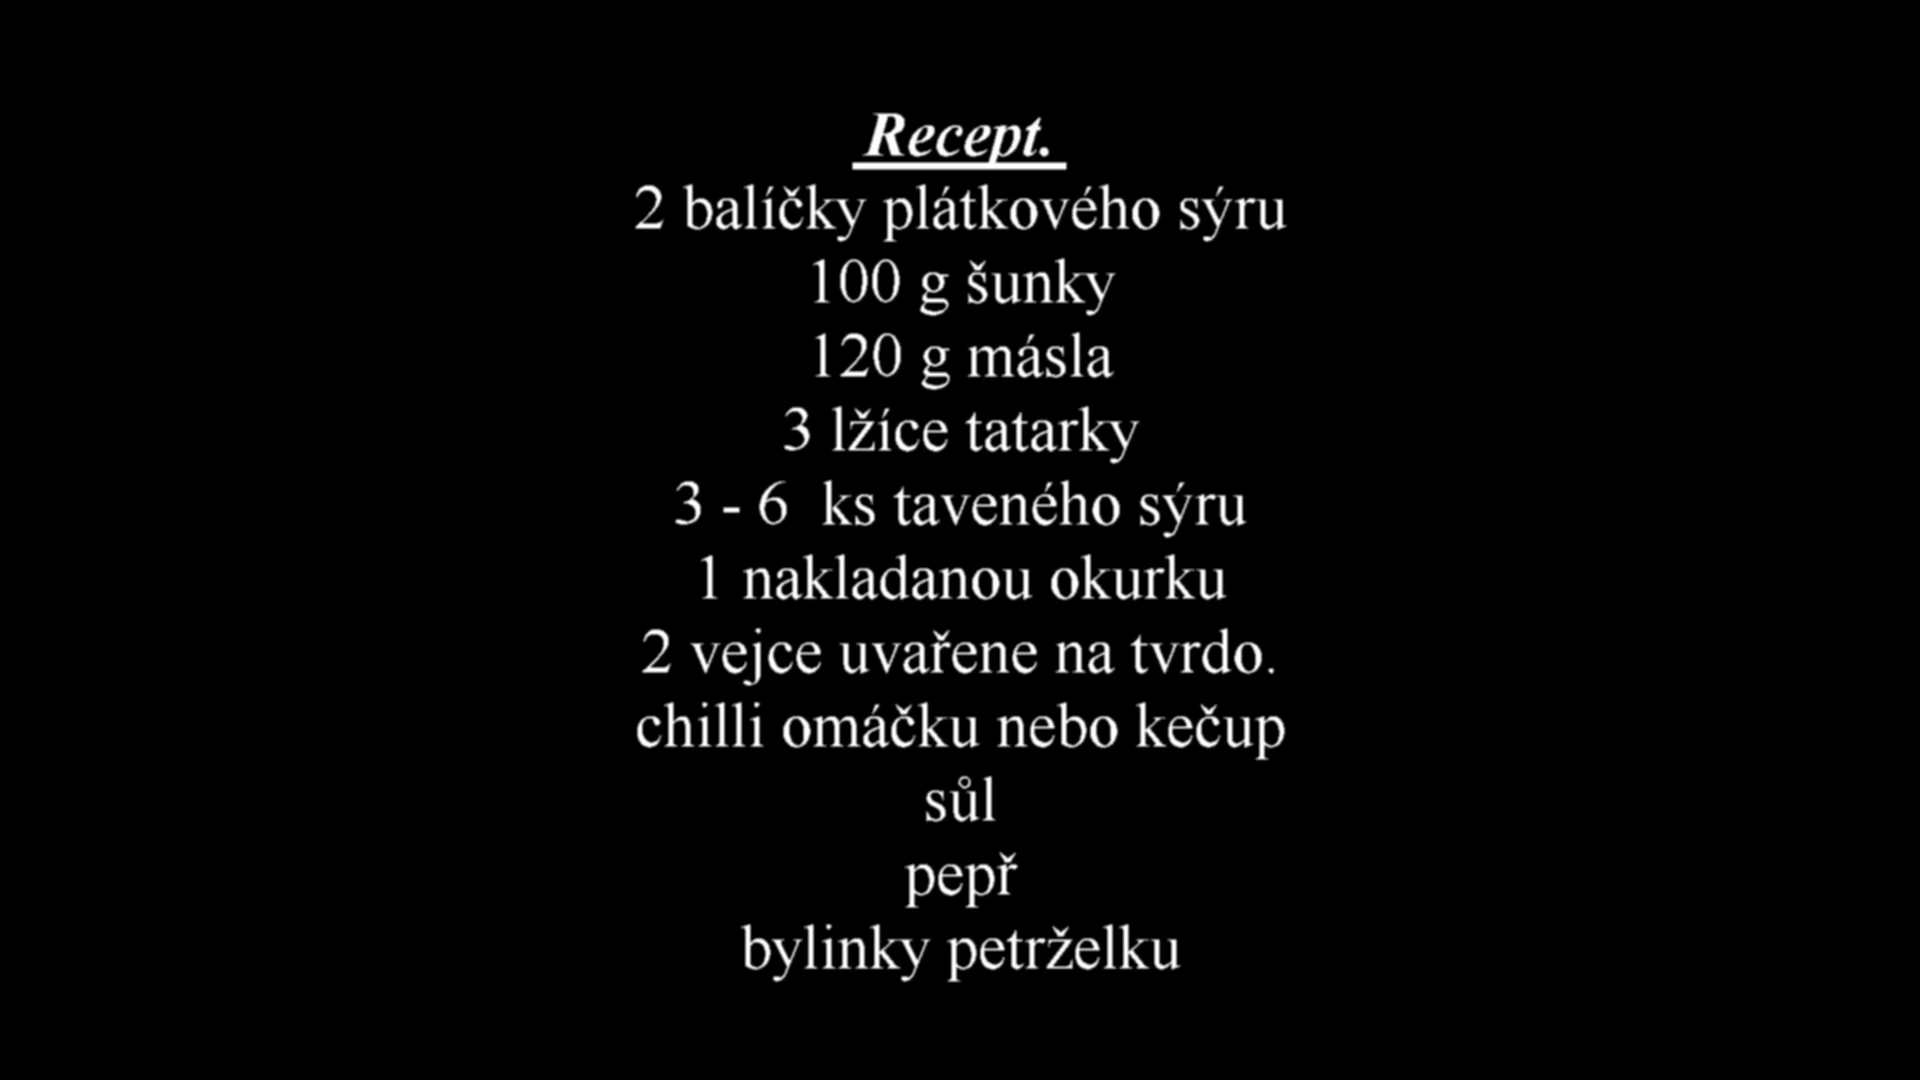 Recept.
2 balíčky plátkového sýru
100 g šunky
120 g másla
3 lžíce tatarky
3 - 6  ks taveného sýru
1 nakladanou okurku
2 vejce uvařene na tvrdo.
chilli omáčku nebo kečup
sůl
pepř
bylinky petrželku